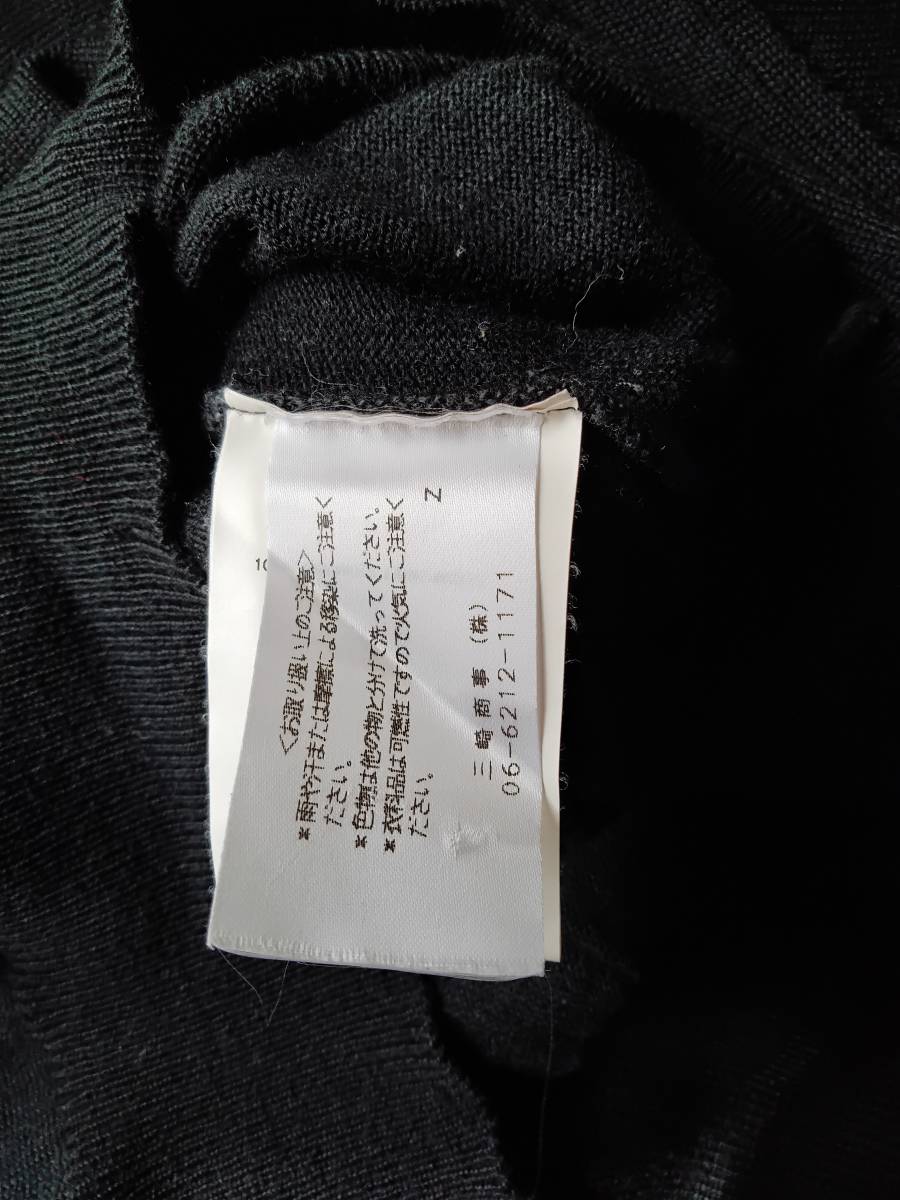 <お取り扱い上のご注意>
*雨や汗または摩擦による移染にご注意く
ださい。
*色物は他の物と分けて洗ってください。
*衣料品は可燃性ですので火気にご注意く
ださい。
Z
三崎商事(株)
06-6212-1171
10